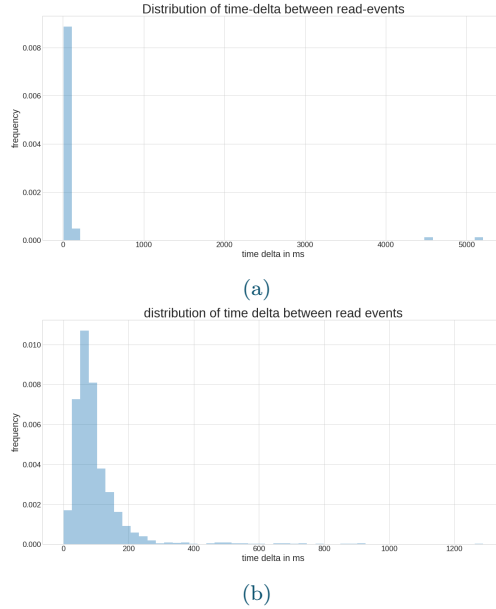 Distribution of time-delta between read-events
0.008
0.006
0.004
0.002
0.000
frequency
0 1000 2000 3000 4000 5000
time delta in ms
(a)
distribution of time delta between read events
0.010
0.008
0.006
0.004
0.002
0.000
frequency
0 200 400 600 800 1000 1200
time delta in ms
(b)